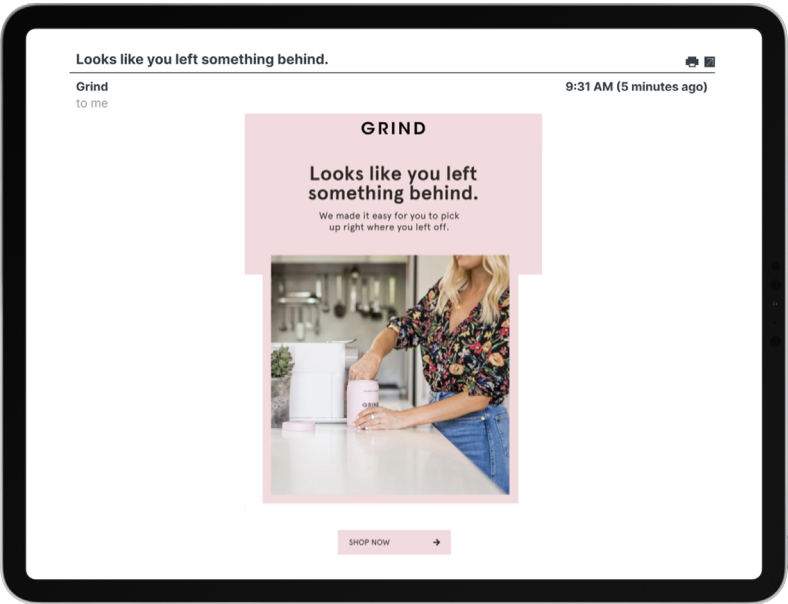 Looks like you left something behind.
Grind
9:31 AM (5 minutes ago)
to me
GRIND
Looks like you left
something behind.
We made it easy for you to pick
up right where you left off.
GRIND
SHOP NOW